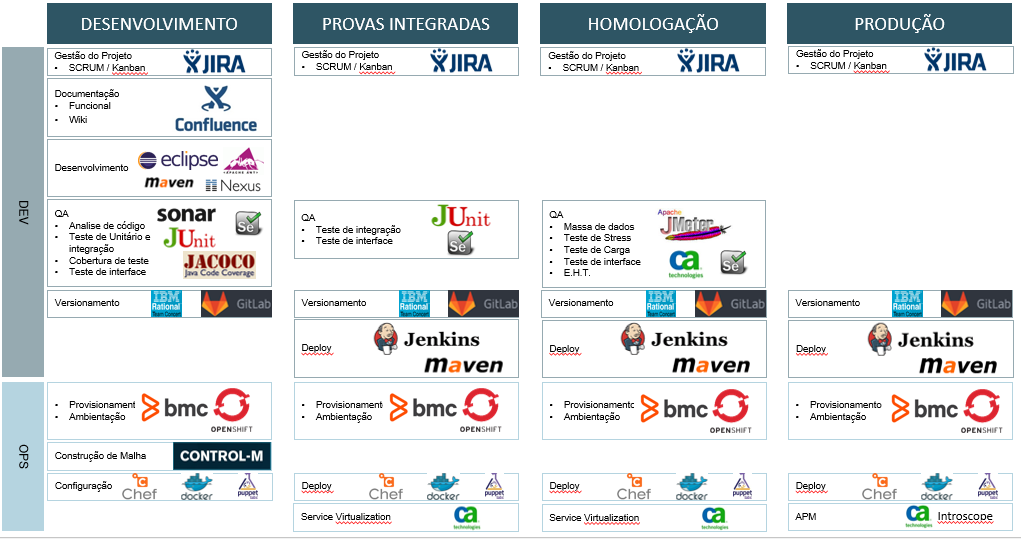 DESENVOLVIMENTO
PROVAS INTEGRADAS
HOMOLOGAÇÃO
PRODUÇÃO
DEV
Gestão do Projeto
• SCRUM / Kanban
JIRA
Gestão do Projeto
• SCRUM / Kanban
JIRA
Gestão do Projeto
• SCRUM / Kanban
JIRA
Gestão do Projeto
• SCRUM / Kanban
JIRA
Documentação
• Funcional
• Wiki
Confluence
Desenvolvimento
eclipse
APACHE ANT
maven
Nexus
QA
• Analise de código
• Teste de Unitário e
integração
• Cobertura de teste
• Teste de interface
sonar
Se
JUnit
JACOCO
Java Code Coverage
QA
• Teste de integração
• Teste de interface
JUnit
Se
QA
• Massa de dados
• Teste de Stress
• Teste de Carga
• Teste de interface
• E.H.T.
Apache
JMeter
ca
technologies
Se
Versionamento
IBM
Rational
Team Concert
GitLab
Versionamento
IBM
Rational
Team Concert
GitLab
Versionamento
IBM
Rational
Team Concert
GitLab
Versionamento
IBM
Rational
Team Concert
GitLab
Deploy
Jenkins
maven
Deploy
Jenkins
maven
Deploy
Jenkins
maven
OPS
• Provisionament
• Ambientação
bmc
OPENSHIFT
• Provisionamento
• Ambientação
bmc
OPENSHIFT
• Provisionamento
• Ambientação
bmc
OPENSHIFT
• Provisionamento
• Ambientação
bmc
OPENSHIFT
Construção de Malha
CONTROL-M
Configuração
Chef
docker
puppet
Deploy
Chef
docker
puppet
Deploy
Chef
docker
puppet
Deploy
Chef
docker
puppet
Service Virtualization
ca
technologies
Service Virtualization
ca
technologies
APM
ca
technologies
Introscope